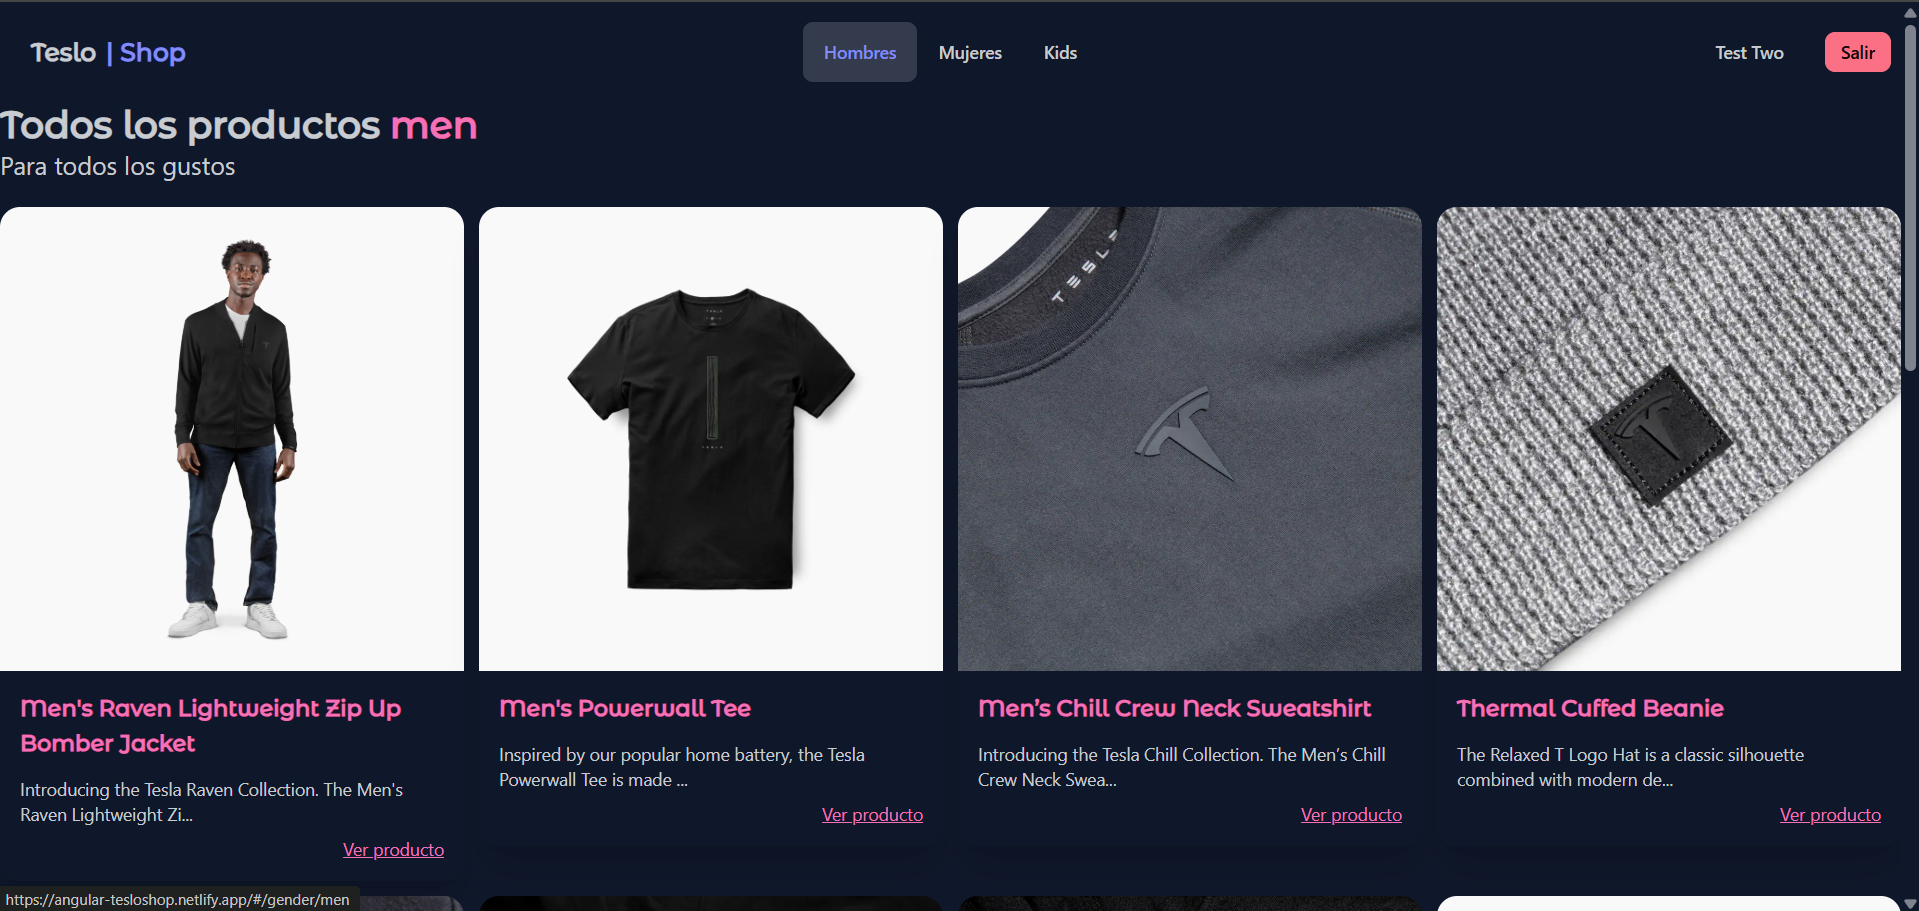 Teslo | Shop
Hombres
Mujeres
Kids
Test Two
Salir
Todos los productos men
Para todos los gustos
TESLA
TESLA
TESLA
Men's Raven Lightweight Zip Up
Bomber Jacket
Introducing the Tesla Raven Collection. The Men's
Raven Lightweight Zi...
Ver producto
Men's Powerwall Tee
Inspired by our popular home battery, the Tesla
Powerwall Tee is made ...
Ver producto
Men’s Chill Crew Neck Sweatshirt
Introducing the Tesla Chill Collection. The Men’s Chill
Crew Neck Swea...
Ver producto
Thermal Cuffed Beanie
The Relaxed T Logo Hat is a classic silhouette
combined with modern de...
Ver producto
https://angular-tesloshop.netlify.app/#/gender/men